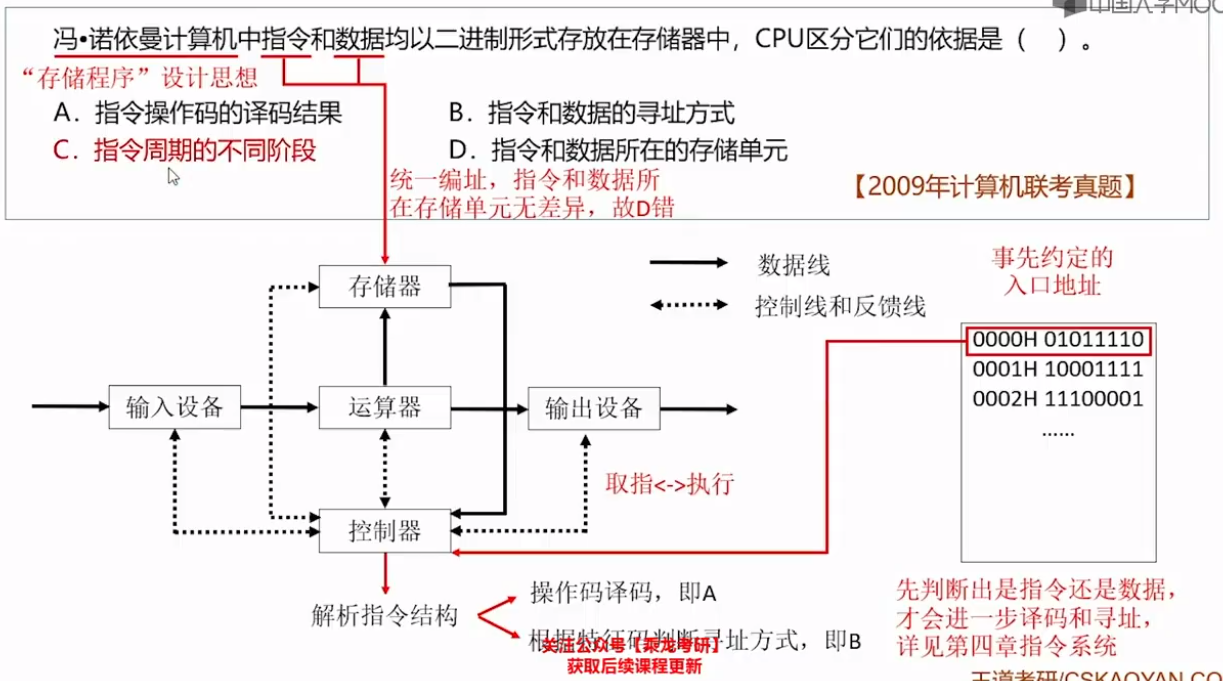 中国大学MOOC
冯•诺依曼计算机中指令和数据均以二进制形式存放在存储器中，CPU区分它们的依据是（ ）。
“存储程序”设计思想
A．指令操作码的译码结果
B．指令和数据的寻址方式
C．指令周期的不同阶段
D．指令和数据所在的存储单元
统一编址，指令和数据所
在存储单元无差异，故D错
【2009年计算机联考真题】
数据线
控制线和反馈线
事先约定的
入口地址
存储器
0000H 01011110
0001H 10001111
0002H 11100001
......
输入设备
运算器
输出设备
取指<->执行
控制器
解析指令结构
操作码译码，即A
根据特征码判断寻址方式，即B
先判断出是指令还是数据，
才会进一步译码和寻址，
详见第四章指令系统
关注公众号【乘龙考研】
获取后续课程更新
王道考研/CSKAOYAN.CO